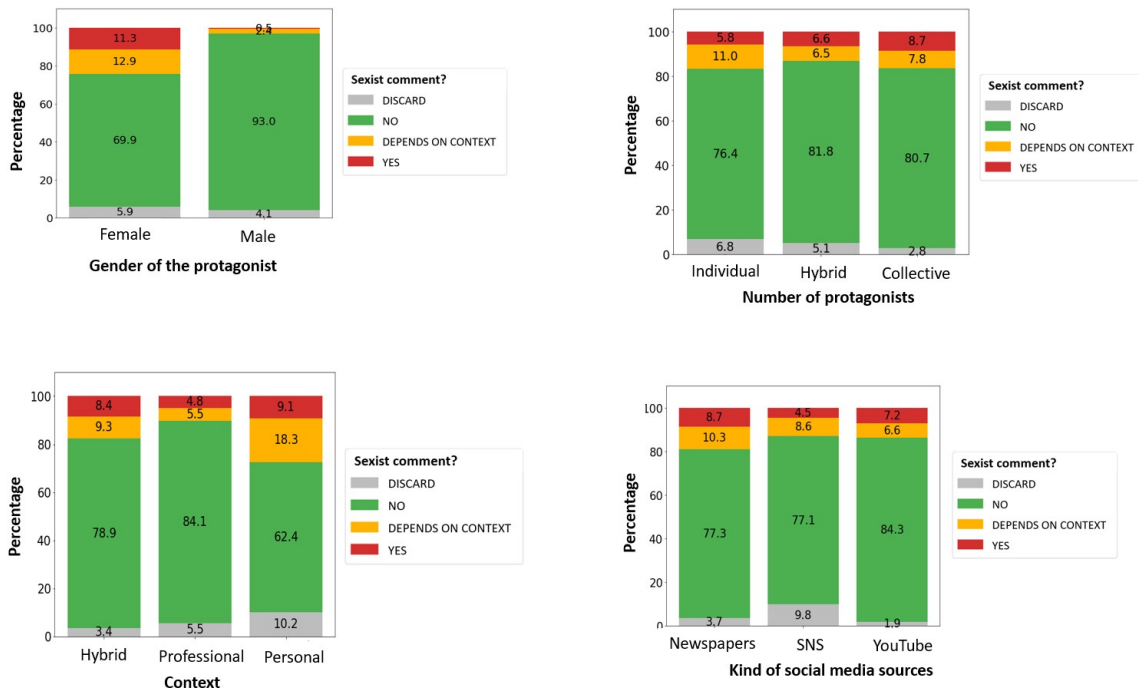 100
80
60
40
20
0
Percentage
11.3
12.9
69.9
5.9
0.5
2.4
93.0
4.1
Female Male
Gender of the protagonist
Sexist comment?
DISCARD
NO
DEPENDS ON CONTEXT
YES
100
80
60
40
20
0
Percentage
5.8
11.0
76.4
6.8
6.6
6.5
81.8
5.1
8.7
7.8
80.7
2.8
Individual Hybrid Collective
Number of protagonists
Sexist comment?
DISCARD
NO
DEPENDS ON CONTEXT
YES
100
80
60
40
20
0
Percentage
8.4
9.3
78.9
3.4
4.8
5.5
84.1
5.5
9.1
18.3
62.4
10.2
Hybrid Professional Personal
Context
Sexist comment?
DISCARD
NO
DEPENDS ON CONTEXT
YES
100
80
60
40
20
0
Percentage
8.7
10.3
77.3
3.7
4.5
8.6
77.1
9.8
7.2
6.6
84.3
1.9
Newspapers SNS YouTube
Kind of social media sources
Sexist comment?
DISCARD
NO
DEPENDS ON CONTEXT
YES